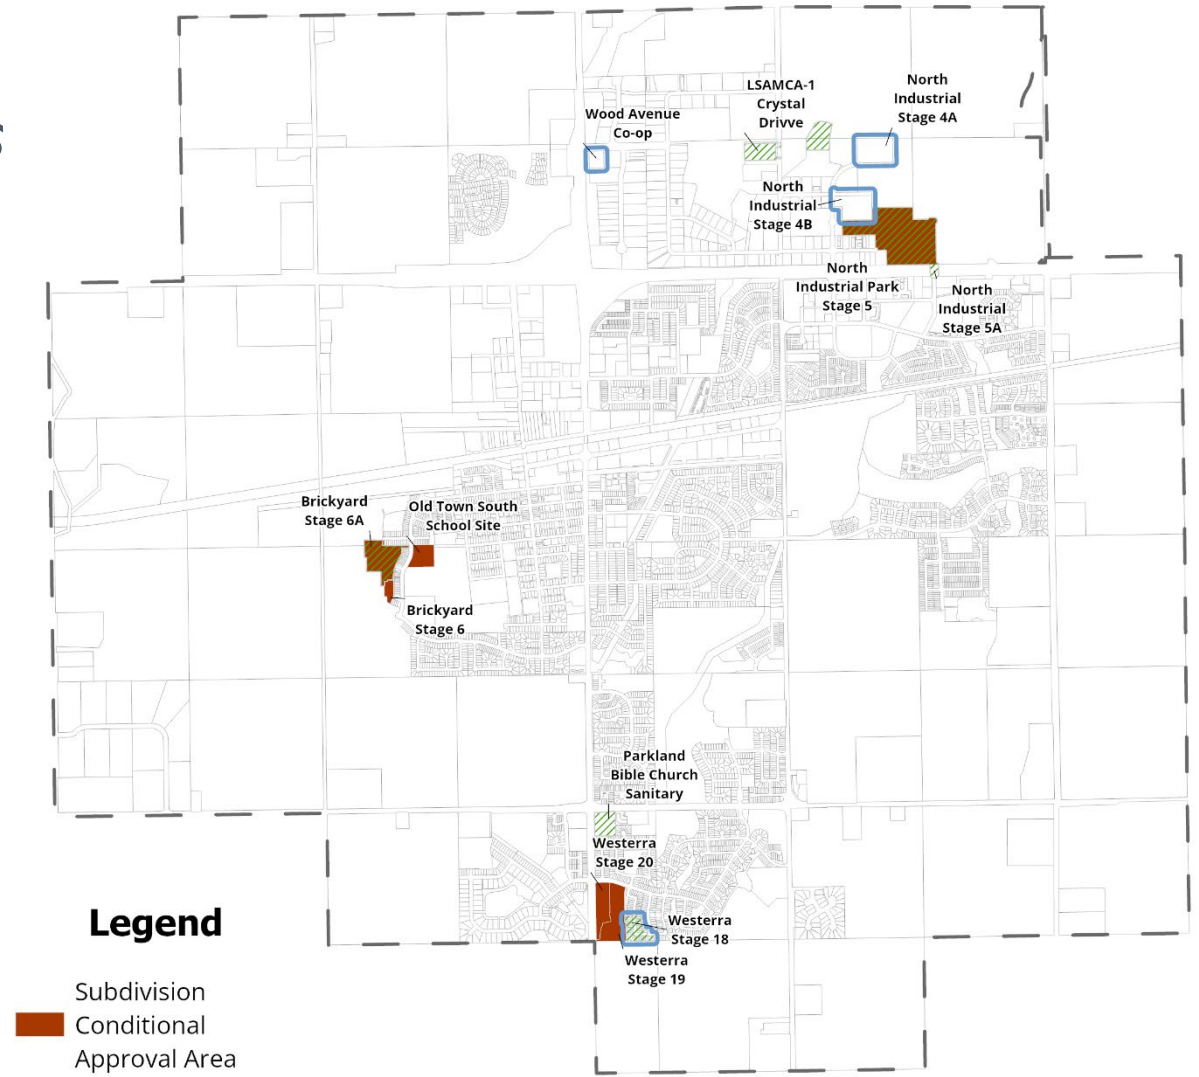 LSAMCA-1
Crystal
Drivve
North
Industrial
Stage 4A
Wood Avenue
Co-op
North
Industrial
Stage 4B
North
Industrial Park
Stage 5
North
Industrial
Stage 5A
Brickyard
Stage 6A
Old Town South
School Site
Brickyard
Stage 6
Parkland
Bible Church
Sanitary
Westerra
Stage 20
Westerra
Stage 18
Westerra
Stage 19
Legend
Subdivision
Conditional
Approval Area